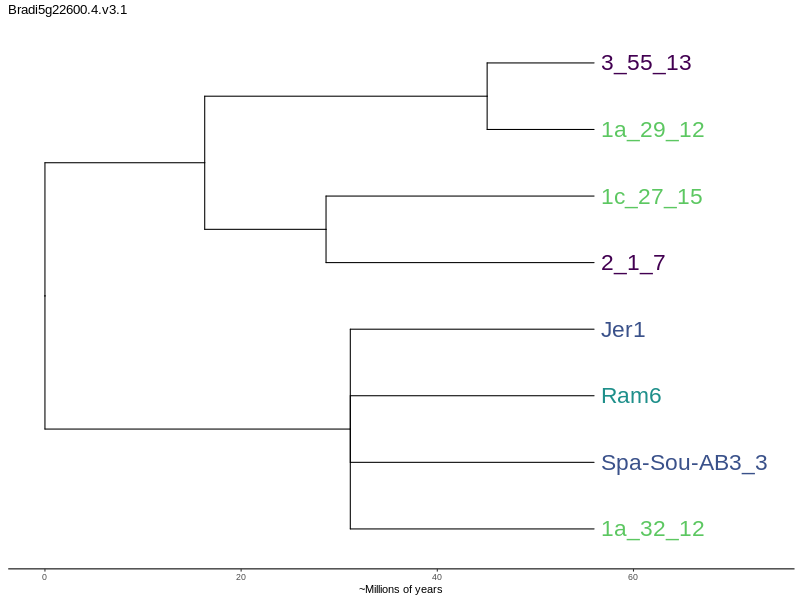 Bradi5g22600.4.v3.1
3_55_13
1a_29_12
1c_27_15
2_1_7
Jer1
Ram6
Spa-Sou-AB3_3
1a_32_12
0 20 40 60
~Millions of years